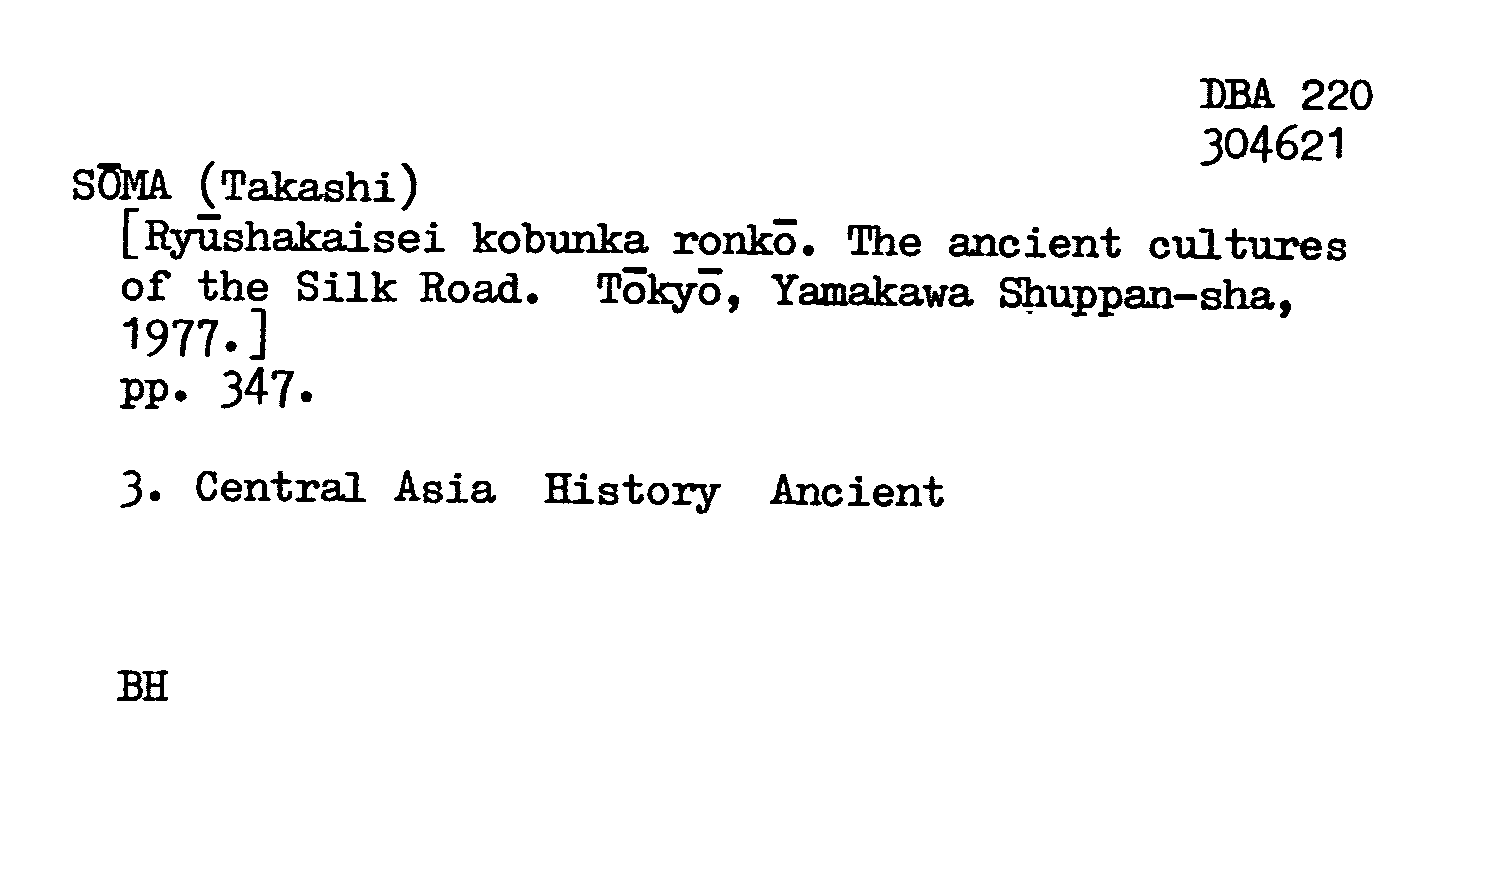 DBA 220
304621
SŌMA (Takashi)
[Ryūshakaisei kobunka ronkō. The ancient cultures
of the Silk Road. Tōkyō, Yamakawa Shuppan-sha,
1977.]
pp. 347.
3. Central Asia History Ancient
BH